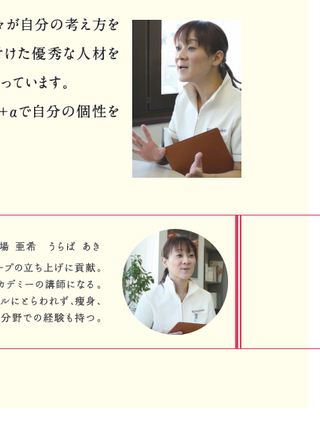 々が自分の考え方を
けた優秀な人材を
っています。
+αで自分の個性を
場 亜希　うらば あき
ープの立ち上げに貢献。
カデミーの講師になる。
ルにとらわれず、痩身、
分野での経験も持つ。